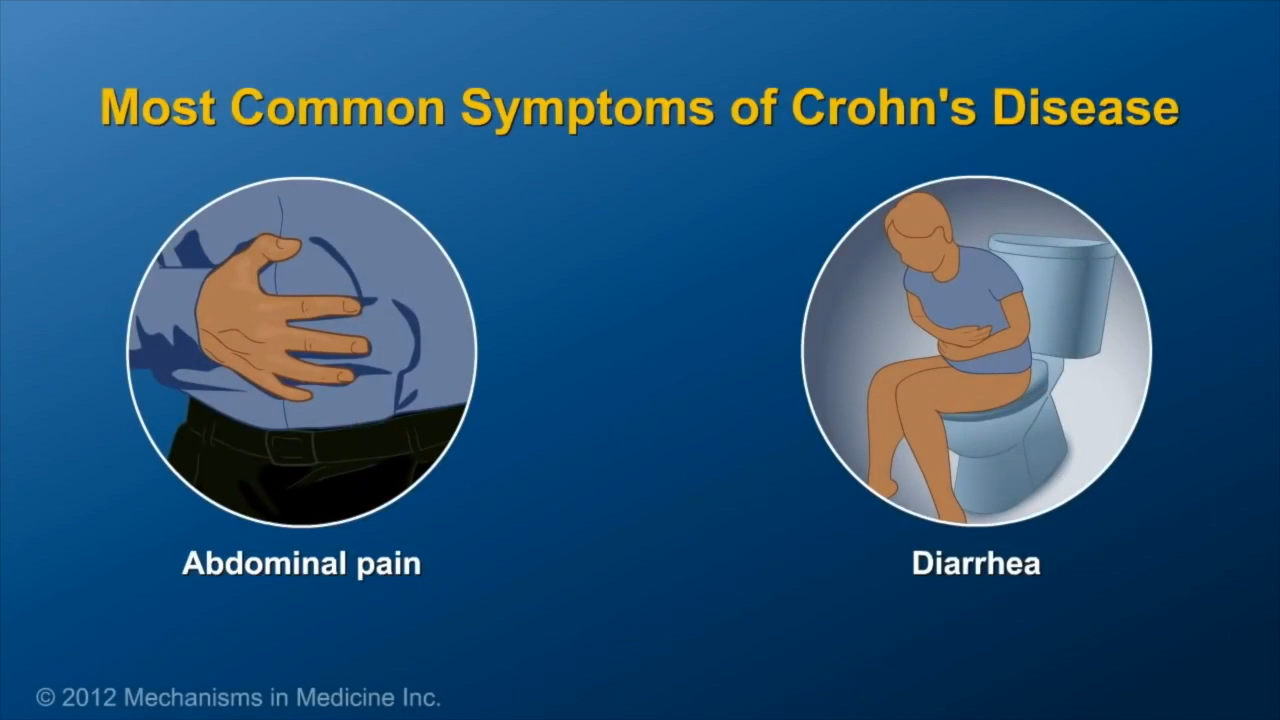 Most Common Symptoms of Crohn's Disease
Abdominal pain
Diarrhea
© 2012 Mechanisms in Medicine Inc.